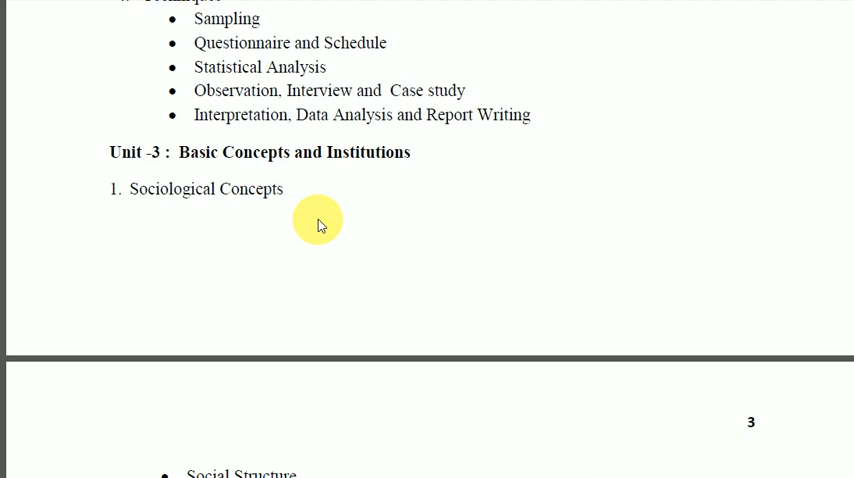 • Sampling
• Questionnaire and Schedule
• Statistical Analysis
• Observation, Interview and Case study
• Interpretation, Data Analysis and Report Writing
Unit -3 : Basic Concepts and Institutions
1. Sociological Concepts
3
• Social Structure